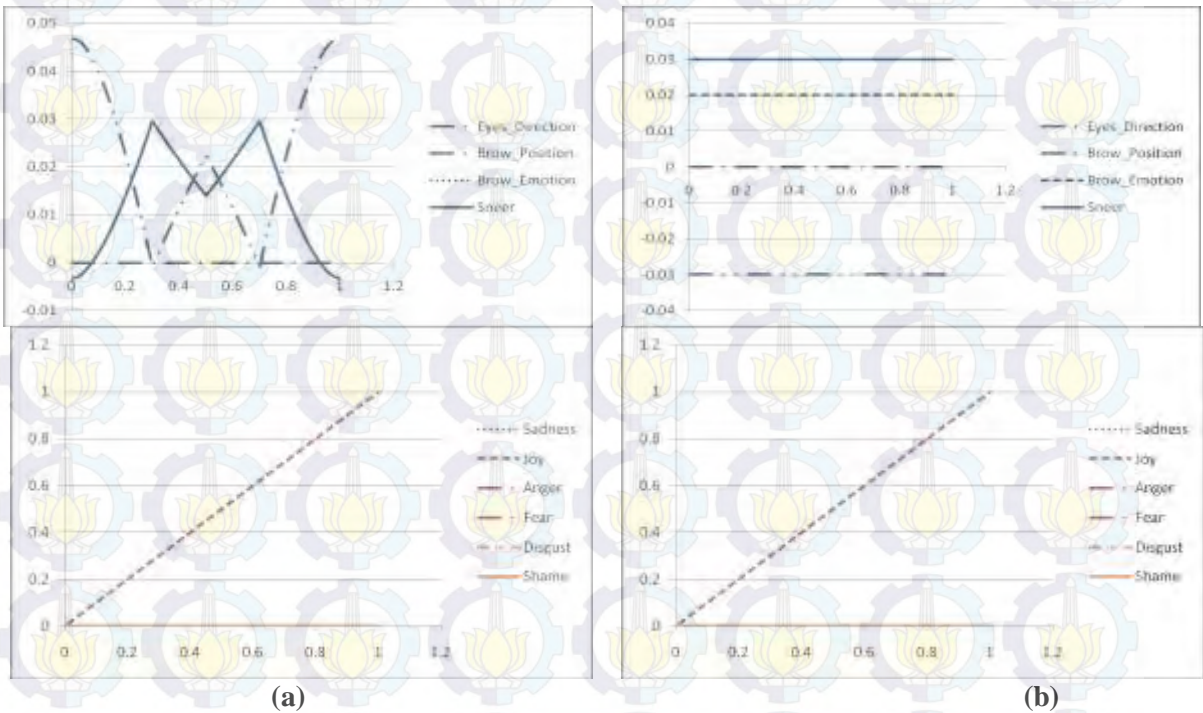 0.05
0.04
0.03
0.02
0.01
0
-0.01
0 0.2 0.4 0.6 0.8 1 1.2
Eyes_Direction
Brow_Position
Brow_Emotion
Sneer
0.04
0.03
0.02
0.01
0
-0.01
-0.02
-0.03
-0.04
0 0.2 0.4 0.6 0.8 1 1.2
Eyes_Direction
Brow_Position
Brow_Emotion
Sneer
1.2
1
0.8
0.6
0.4
0.2
0
0 0.2 0.4 0.6 0.8 1 1.2
Sadness
Joy
Anger
Fear
Disgust
Shame
1.2
1
0.8
0.6
0.4
0.2
0
0 0.2 0.4 0.6 0.8 1 1.2
Sadness
Joy
Anger
Fear
Disgust
Shame
(a) (b)